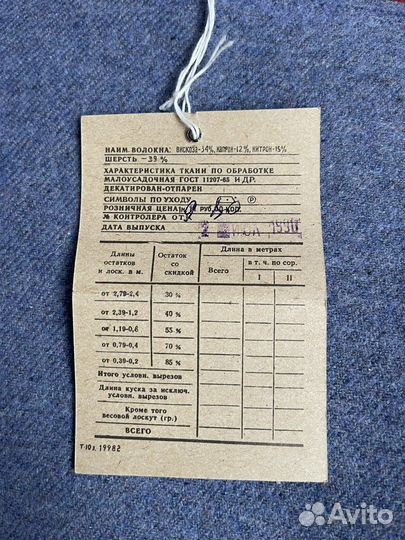 НАИМ. ВОЛОКНА: ВИСКОЗА-34%, КАПРОН-12%, НИТРОН-15%
ШЕРСТЬ -39%
ХАРАКТЕРИСТИКА ТКАНИ ПО ОБРАБОТКЕ
МАЛОУСАДОЧНАЯ ГОСТ 11207-65 И ДР.
ДЕКАТИРОВАН-ОТПАРЕН
СИМВОЛЫ ПО УХОДУ Р
РОЗНИЧНАЯ ЦЕНА: РУБ. КОП.
№ КОНТРОЛЕРА ОТК
ДАТА ВЫПУСКА 1990
Длины остатков и лоск. в м. Остаток со скидкой Длина в метрах
Всего в т. ч. по сор.
I II
от 2,79-2,4 30 %
от 2,39-1,2 40 %
от 1,19-0,8 55 %
от 0,79-0,4 70 %
от 0,39-0,2 85 %
Итого условн. вырезов
Длина куска за исключ. условн. вырезов
Кроме того весовой лоскут (гр.)
ВСЕГО
Т-10з. 19982
Avito